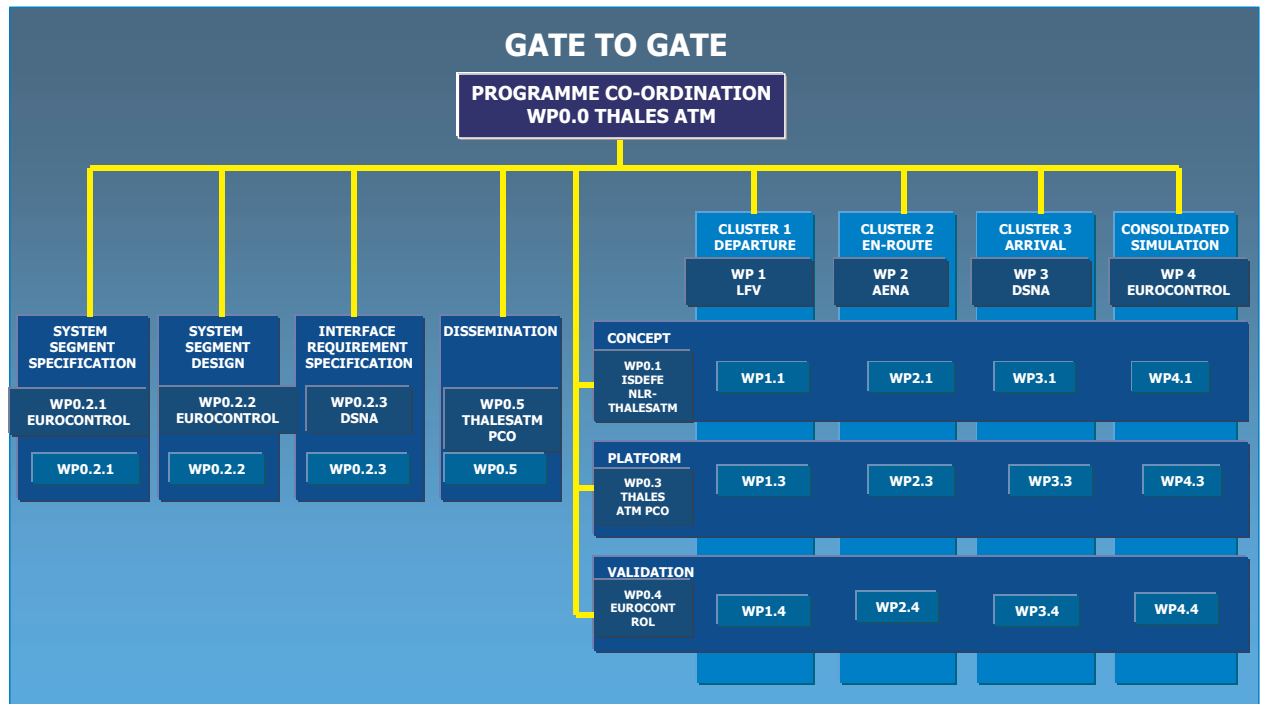 GATE TO GATE
PROGRAMME CO-ORDINATION
WP0.0 THALES ATM
SYSTEM
SEGMENT
SPECIFICATION
WP0.2.1
EUROCONTROL
WP0.2.1
SYSTEM
SEGMENT
DESIGN
WP0.2.2
EUROCONTROL
WP0.2.2
INTERFACE
REQUIREMENT
SPECIFICATION
WP0.2.3
DSNA
WP0.2.3
DISSEMINATION
WP0.5
THALESATM
PCO
WP0.5
CLUSTER 1
DEPARTURE
WP 1
LFV
CLUSTER 2
EN-ROUTE
WP 2
AENA
CLUSTER 3
ARRIVAL
WP 3
DSNA
CONSOLIDATED
SIMULATION
WP 4
EUROCONTROL
CONCEPT
WP0.1
ISDEFE
NLR-
THALESATM
WP1.1
WP2.1
WP3.1
WP4.1
PLATFORM
WP0.3
THALES
ATM PCO
WP1.3
WP2.3
WP3.3
WP4.3
VALIDATION
WP0.4
EUROCONT
ROL
WP1.4
WP2.4
WP3.4
WP4.4